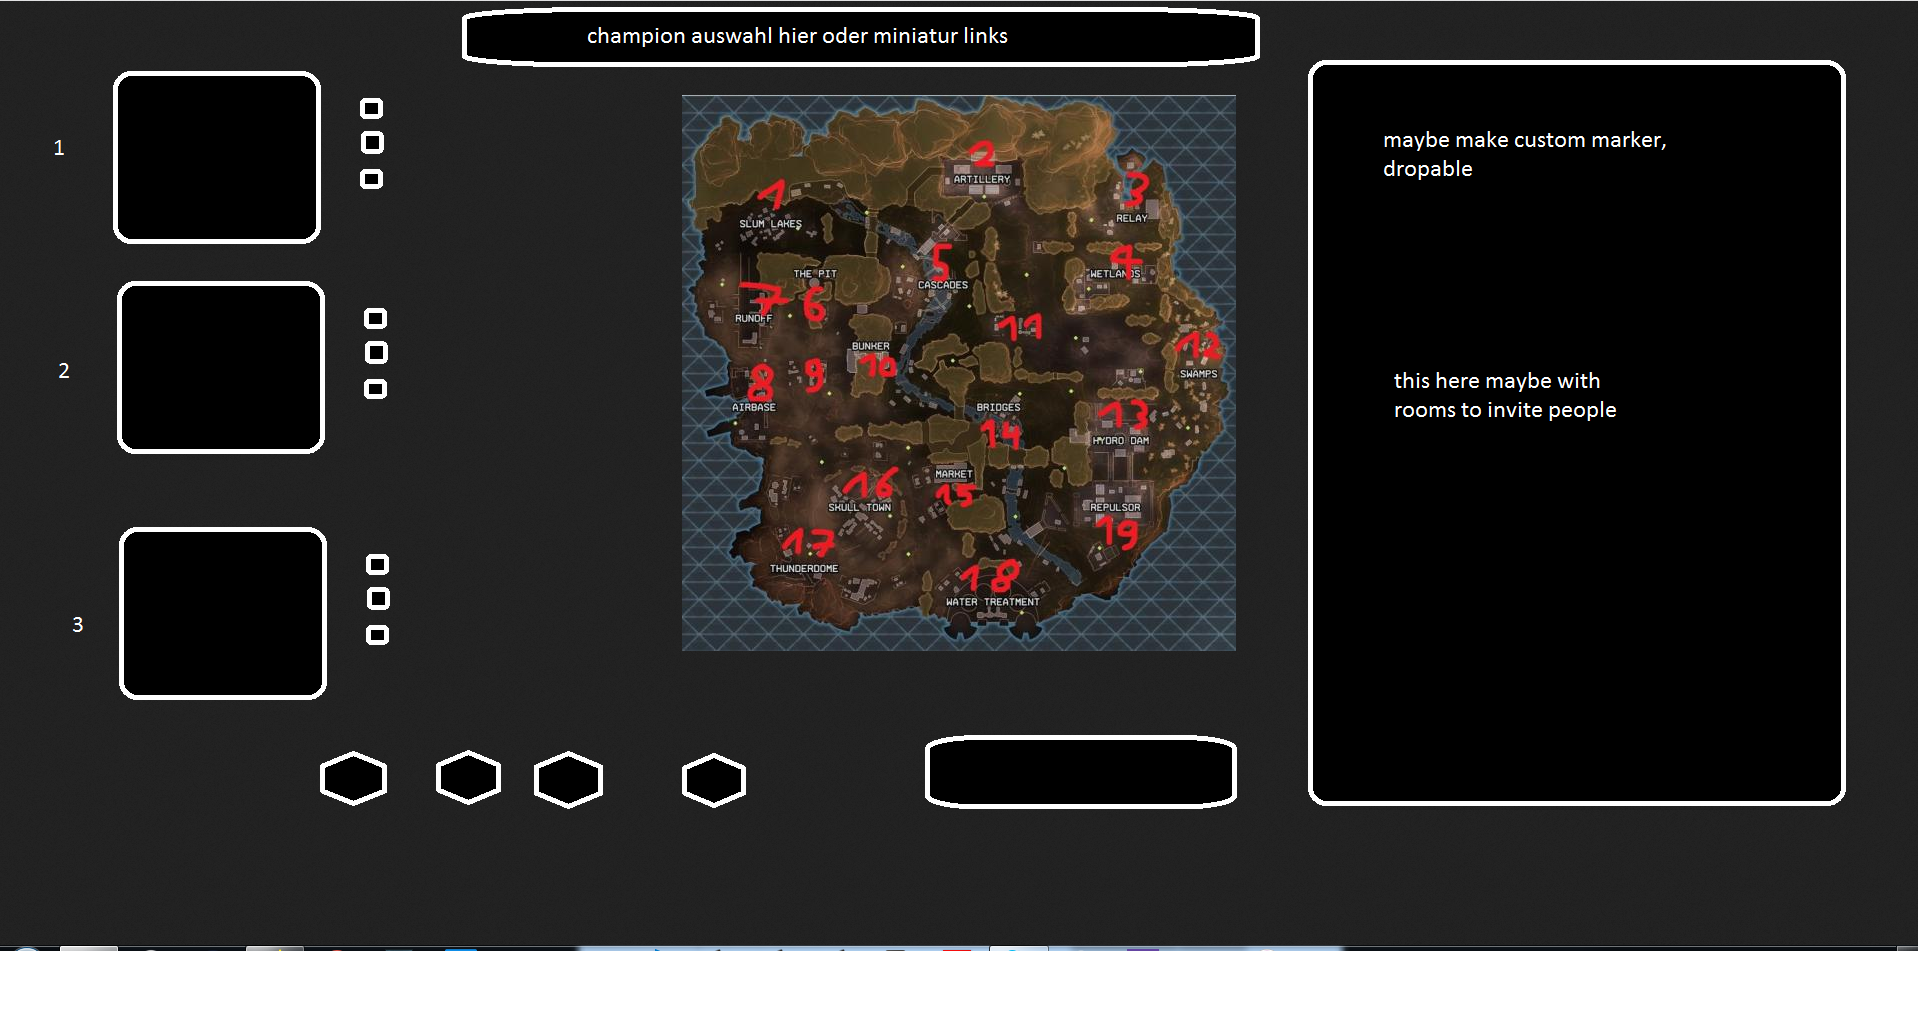 champion auswahl hier oder miniatur links
1
2
3
maybe make custom marker,
dropable
this here maybe with
rooms to invite people
2
ARTILLERY
1
SLUM LAKES
3
RELAY
4
WETLANDS
5
CASCADES
THE PIT
6
7
RUNOFF
11
BUNKER
10
12
SWAMPS
8
AIRBASE
9
BRIDGES
14
13
HYDRO DAM
MARKET
15
16
SKULL TOWN
REPULSOR
19
17
THUNDERDOME
18
WATER TREATMENT